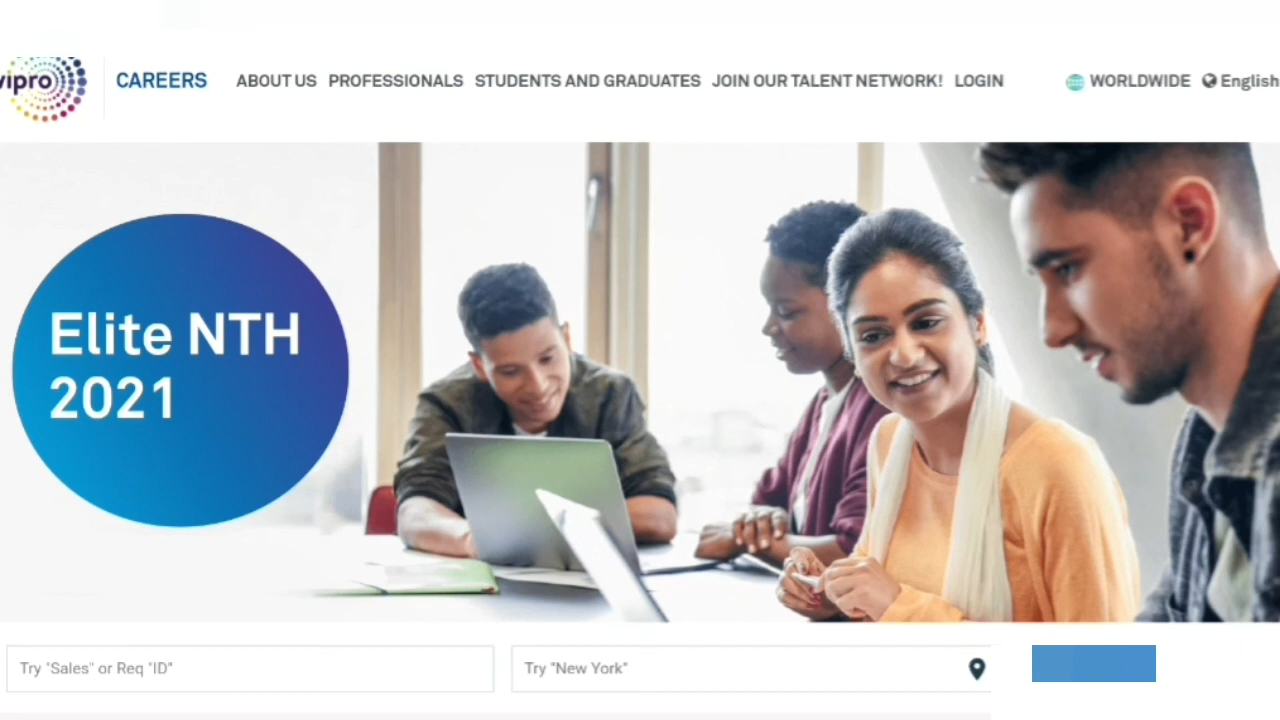 wipro
CAREERS ABOUT US PROFESSIONALS STUDENTS AND GRADUATES JOIN OUR TALENT NETWORK! LOGIN WORLDWIDE English
Elite NTH
2021
Try "Sales" or Req "ID" Try "New York"